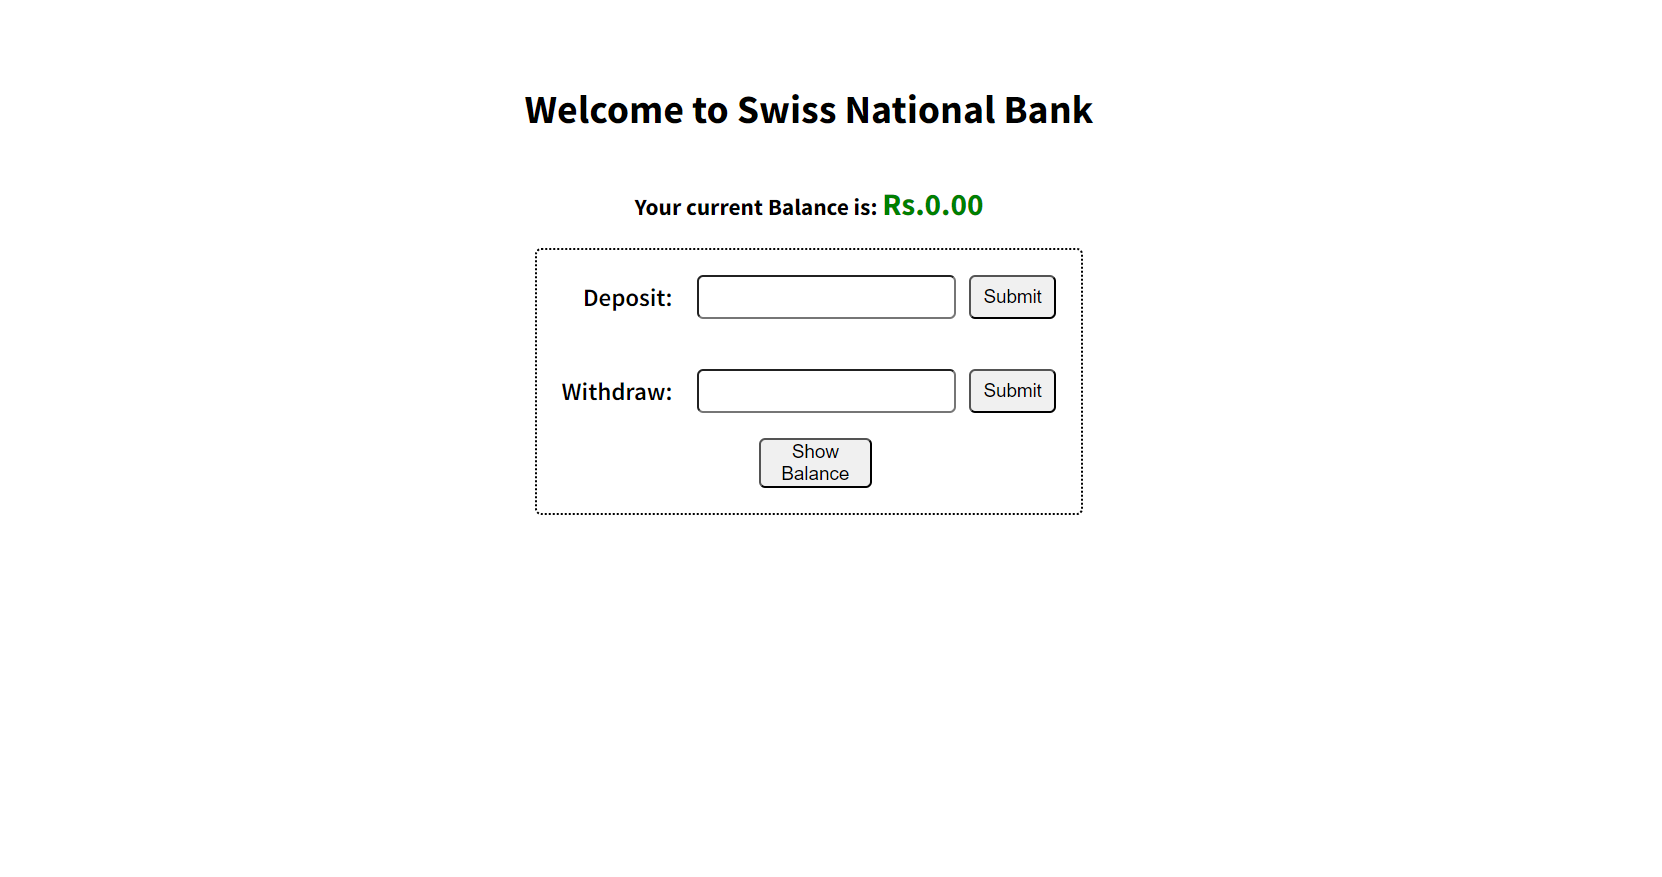 Welcome to Swiss National Bank
Your current Balance is: Rs.0.00
Deposit: Submit
Withdraw: Submit
Show
Balance